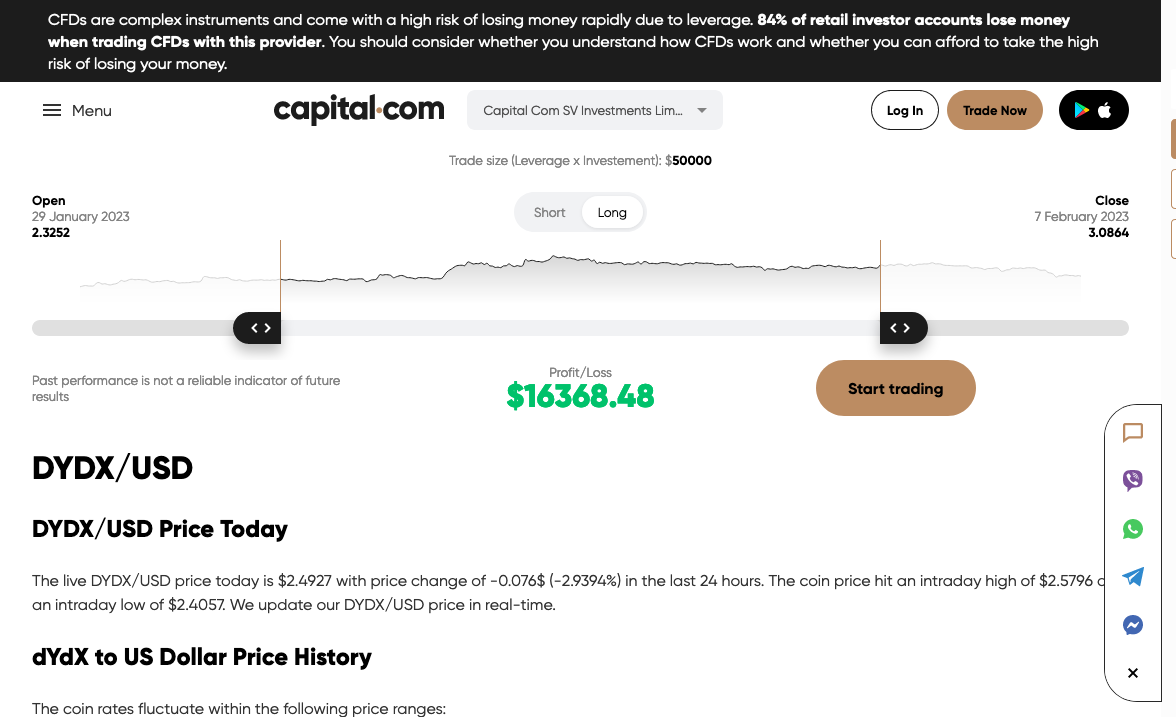 CFDs are complex instruments and come with a high risk of losing money rapidly due to leverage. 84% of retail investor accounts lose money
when trading CFDs with this provider. You should consider whether you understand how CFDs work and whether you can afford to take the high
risk of losing your money.
Menu
capital.com
Capital Com SV Investments Lim...
Log In
Trade Now
Trade size (Leverage x Investement): $50000
Open
29 January 2023
2.3252
Short
Long
Close
7 February 2023
3.0864
Past performance is not a reliable indicator of future
results
Profit/Loss
$16368.48
Start trading
DYDX/USD
DYDX/USD Price Today
The live DYDX/USD price today is $2.4927 with price change of -0.076$ (-2.9394%) in the last 24 hours. The coin price hit an intraday high of $2.5796
an intraday low of $2.4057. We update our DYDX/USD price in real-time.
dYdX to US Dollar Price History
The coin rates fluctuate within the following price ranges: